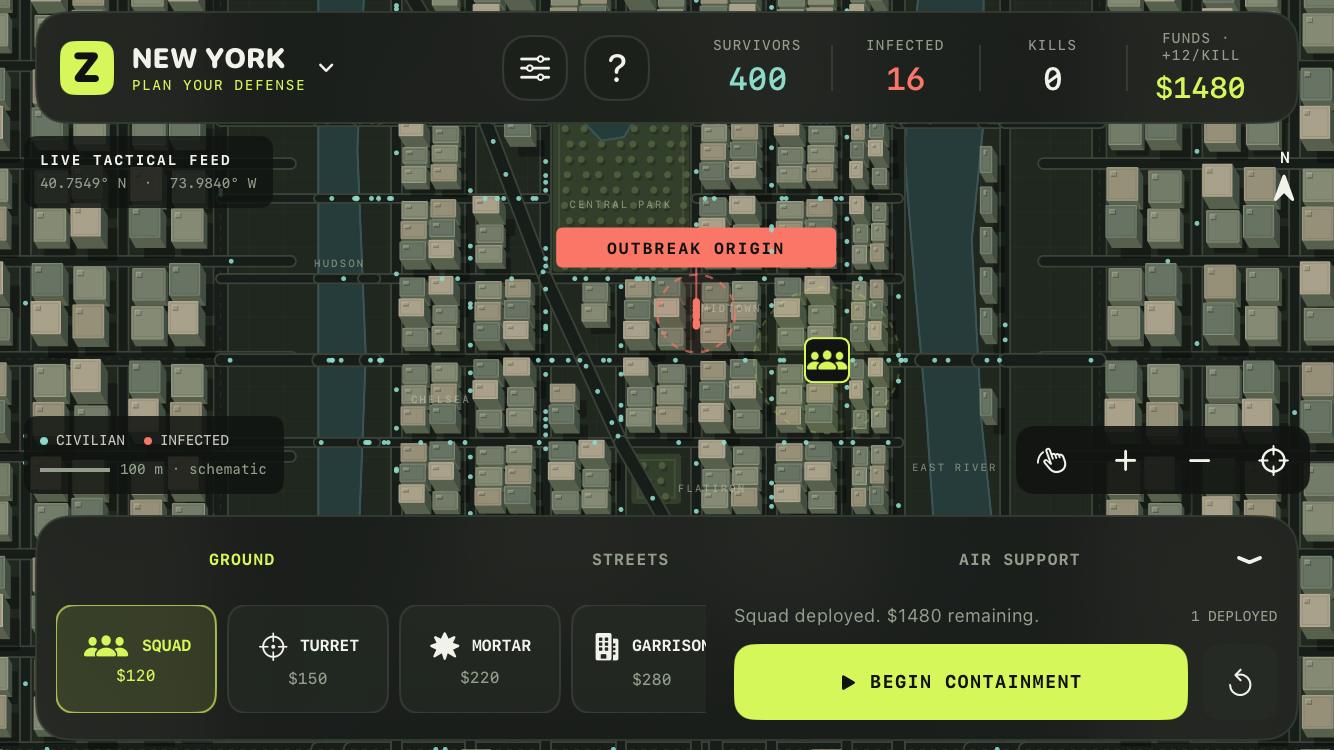 Z
NEW YORK
PLAN YOUR DEFENSE
?
SURVIVORS
400
INFECTED
16
KILLS
0
FUNDS ·
+12/KILL
$1480
LIVE TACTICAL FEED
40.7549° N · 73.9840° W
N
CENTRAL PARK
OUTBREAK ORIGIN
HUDSON
MIDTOWN
CHELSEA
CIVILIAN
INFECTED
100 m · schematic
EAST RIVER
FLATIRON
GROUND
STREETS
AIR SUPPORT
SQUAD
$120
TURRET
$150
MORTAR
$220
GARRISON
$280
Squad deployed. $1480 remaining.
1 DEPLOYED
BEGIN CONTAINMENT